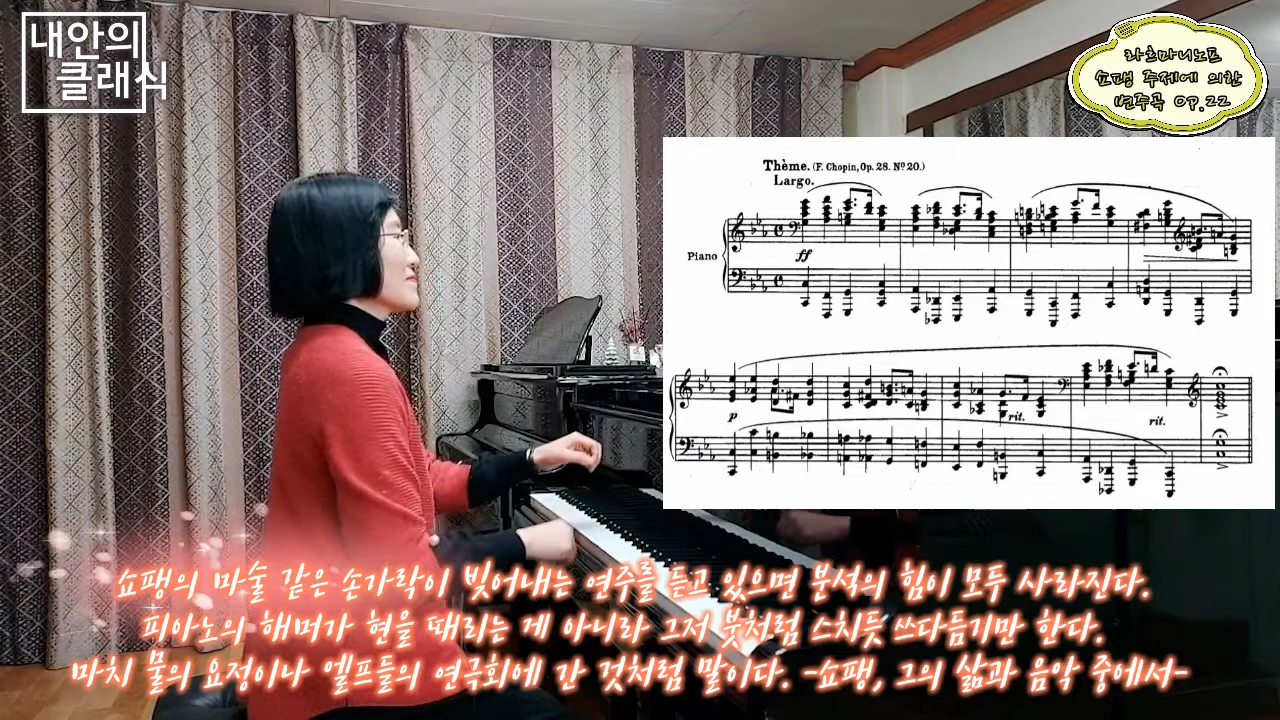 내안의
클래식
라흐마니노프
쇼팽 주제에 의한
변주곡 op.22
Thème. (F. Chopin, Op. 28. Nº 20.)
Largo.
Piano
ff
p
rit.
rit.
쇼팽의 마술 같은 손가락이 빚어내는 연주를 듣고 있으면 분석의 힘이 모두 사라진다.
피아노의 해머가 현을 때리는 게 아니라 그저 붓처럼 스치듯 쓰다듬기만 한다.
마치 물의 요정이나 엘프들의 연극회에 간 것처럼 말이다. -쇼팽, 그의 삶과 음악 중에서-